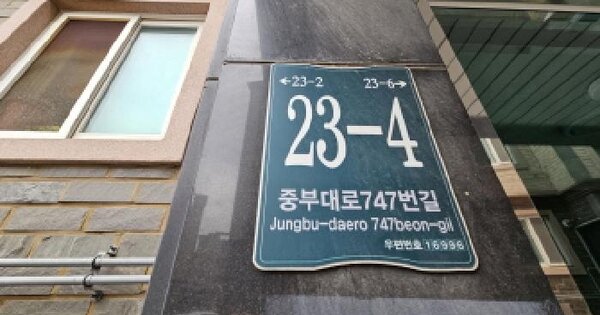 ←23-2 23-6→
23-4
중부대로747번길
Jungbu-daero 747beon-gil
우편번호 16996